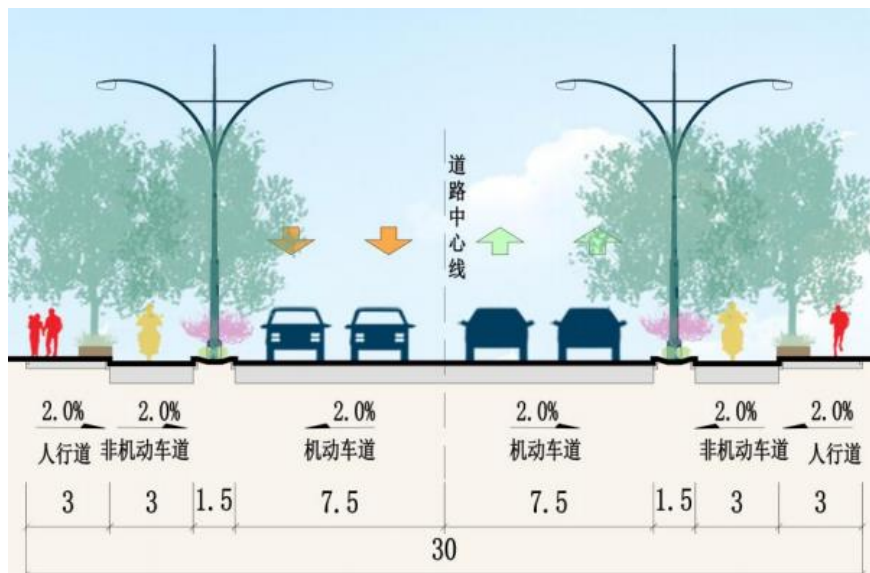 道路中心线
2.0% 2.0% 2.0% 2.0% 2.0% 2.0%
人行道 非机动车道 机动车道 机动车道 非机动车道 人行道
3 3 1.5 7.5 7.5 1.5 3 3
30